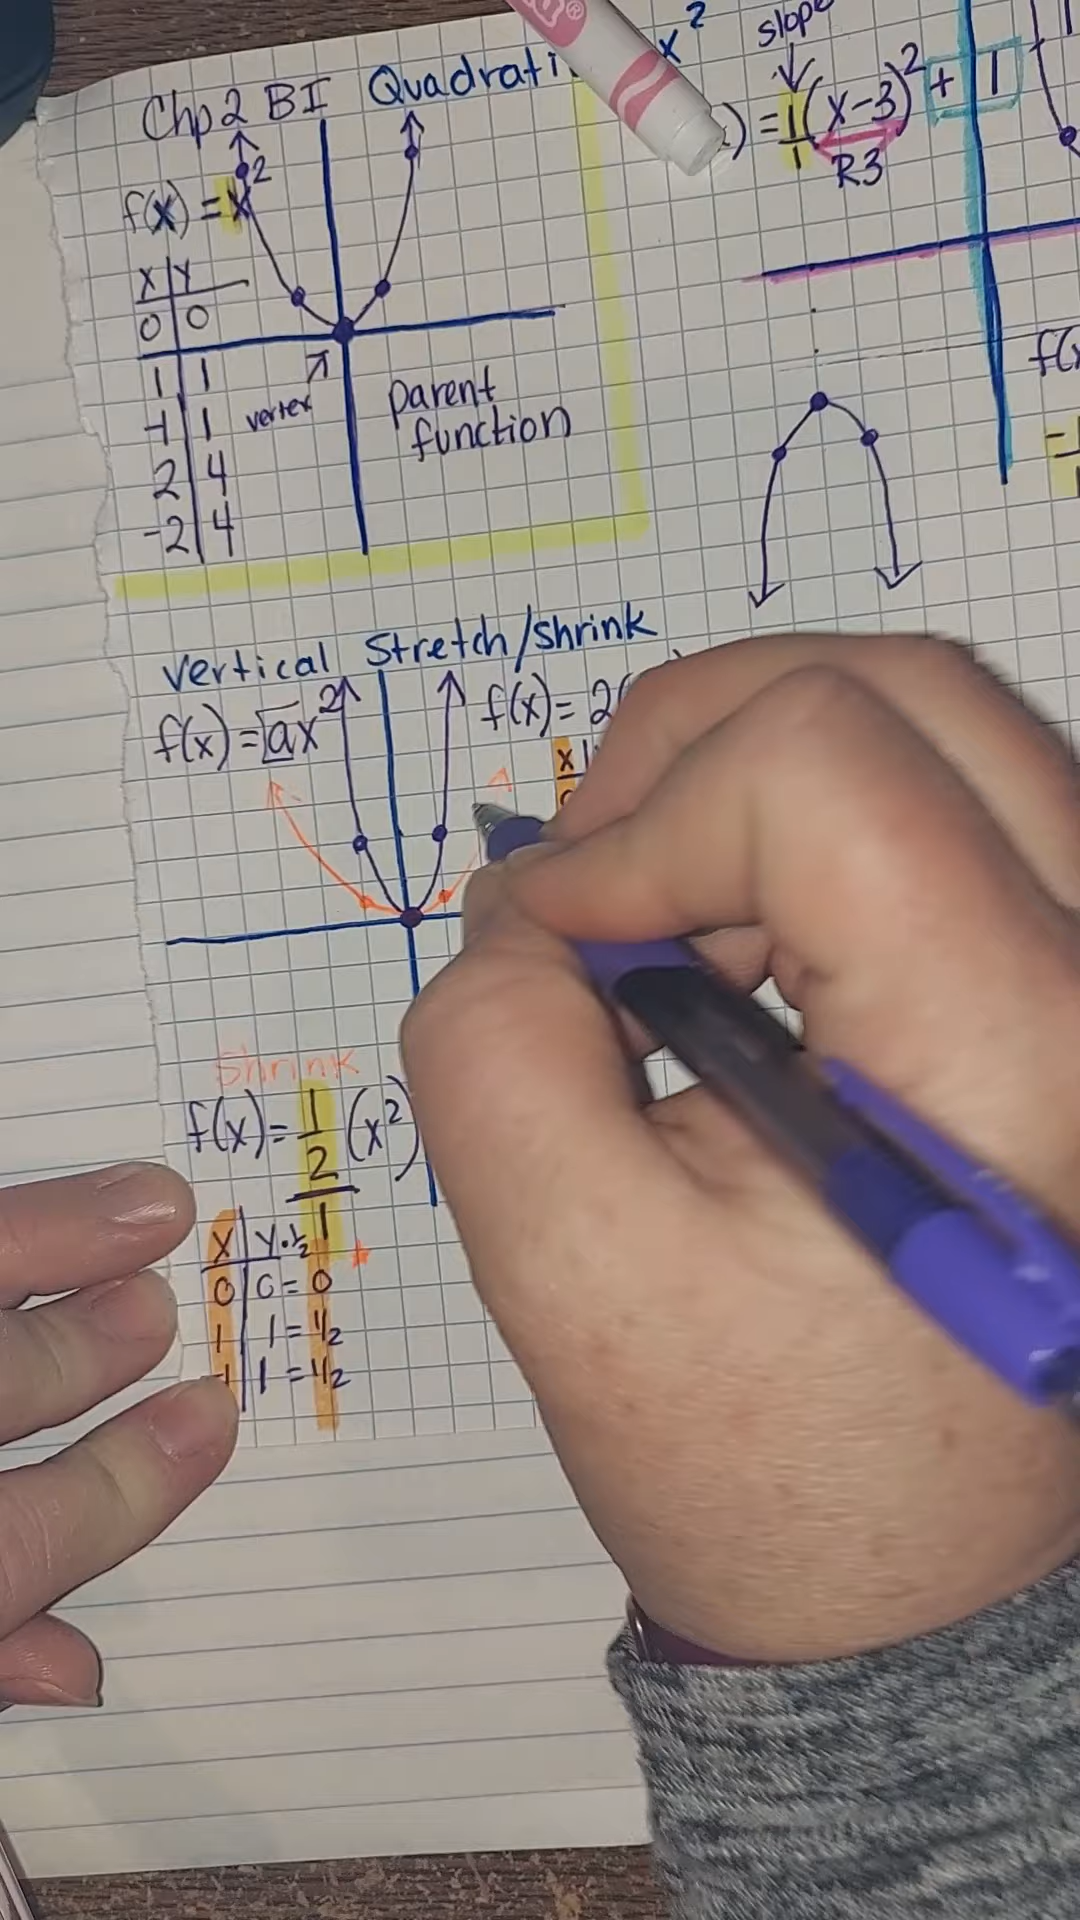 Chp 2 BI Quadrati
x²
slope
f(x) = x²
) = 1/1 (x-3)² + 1
R3
x | y
0 | 0
1 | 1
-1 | 1
2 | 4
-2 | 4
vertex
parent
function
f(x
Vertical Stretch/shrink
f(x) = ax²
f(x) = 2(
x
Shrink
f(x) = 1/2 (x²)
1
x | y · 1/2
0 | 0 = 0
1 | 1 = 1/2
-1 | 1 = 1/2